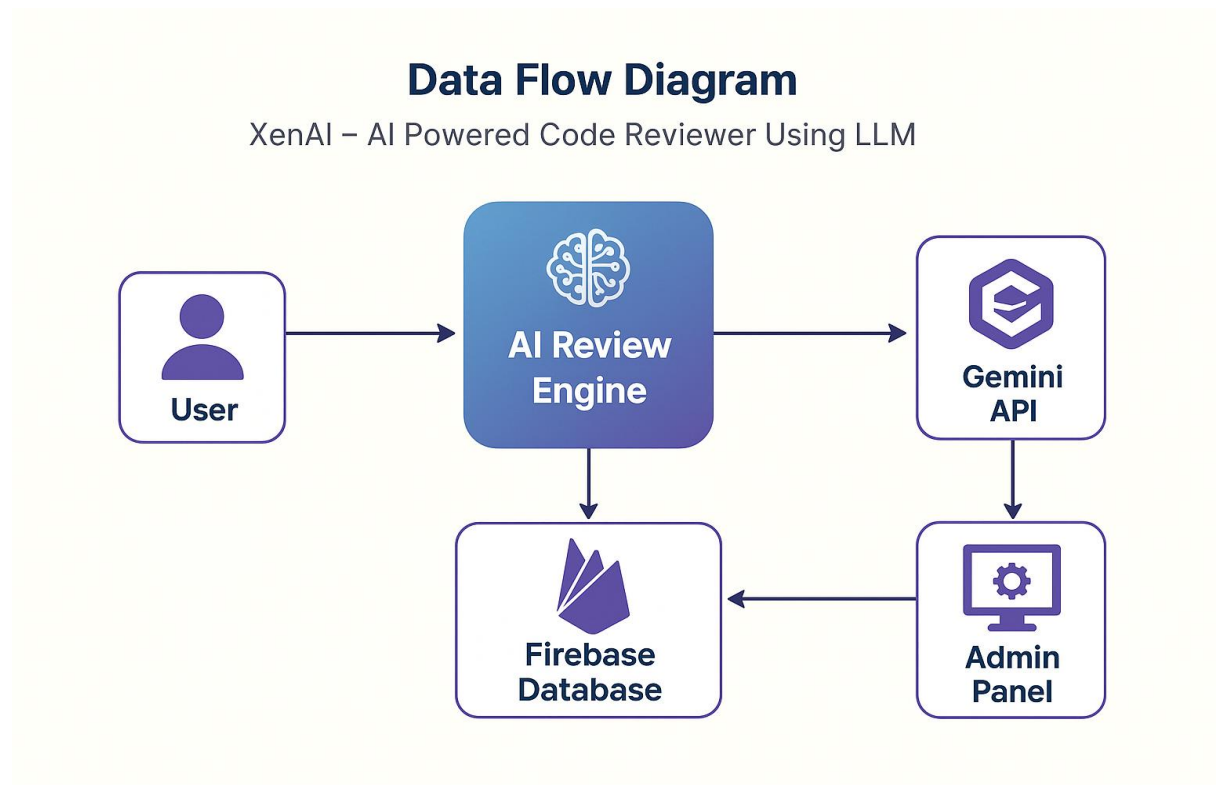 Data Flow Diagram
XenAI – AI Powered Code Reviewer Using LLM
User
AI Review
Engine
Gemini
API
Firebase
Database
Admin
Panel